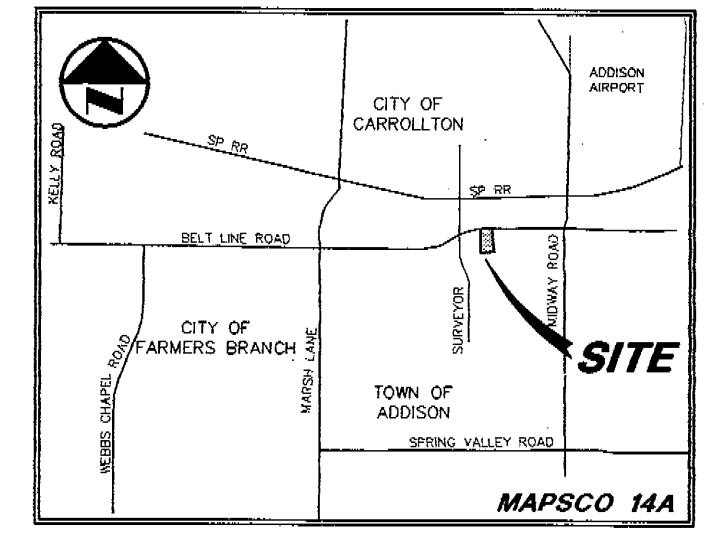 ADDISON
AIRPORT
CITY OF
CARROLLTON
KELLY ROAD
SP RR
SP RR
BELT LINE ROAD
SURVEYOR
MIDWAY ROAD
CITY OF
FARMERS BRANCH
WEBBS CHAPEL ROAD
MARSH LANE
SITE
TOWN OF
ADDISON
SPRING VALLEY ROAD
MAPSCO 14A